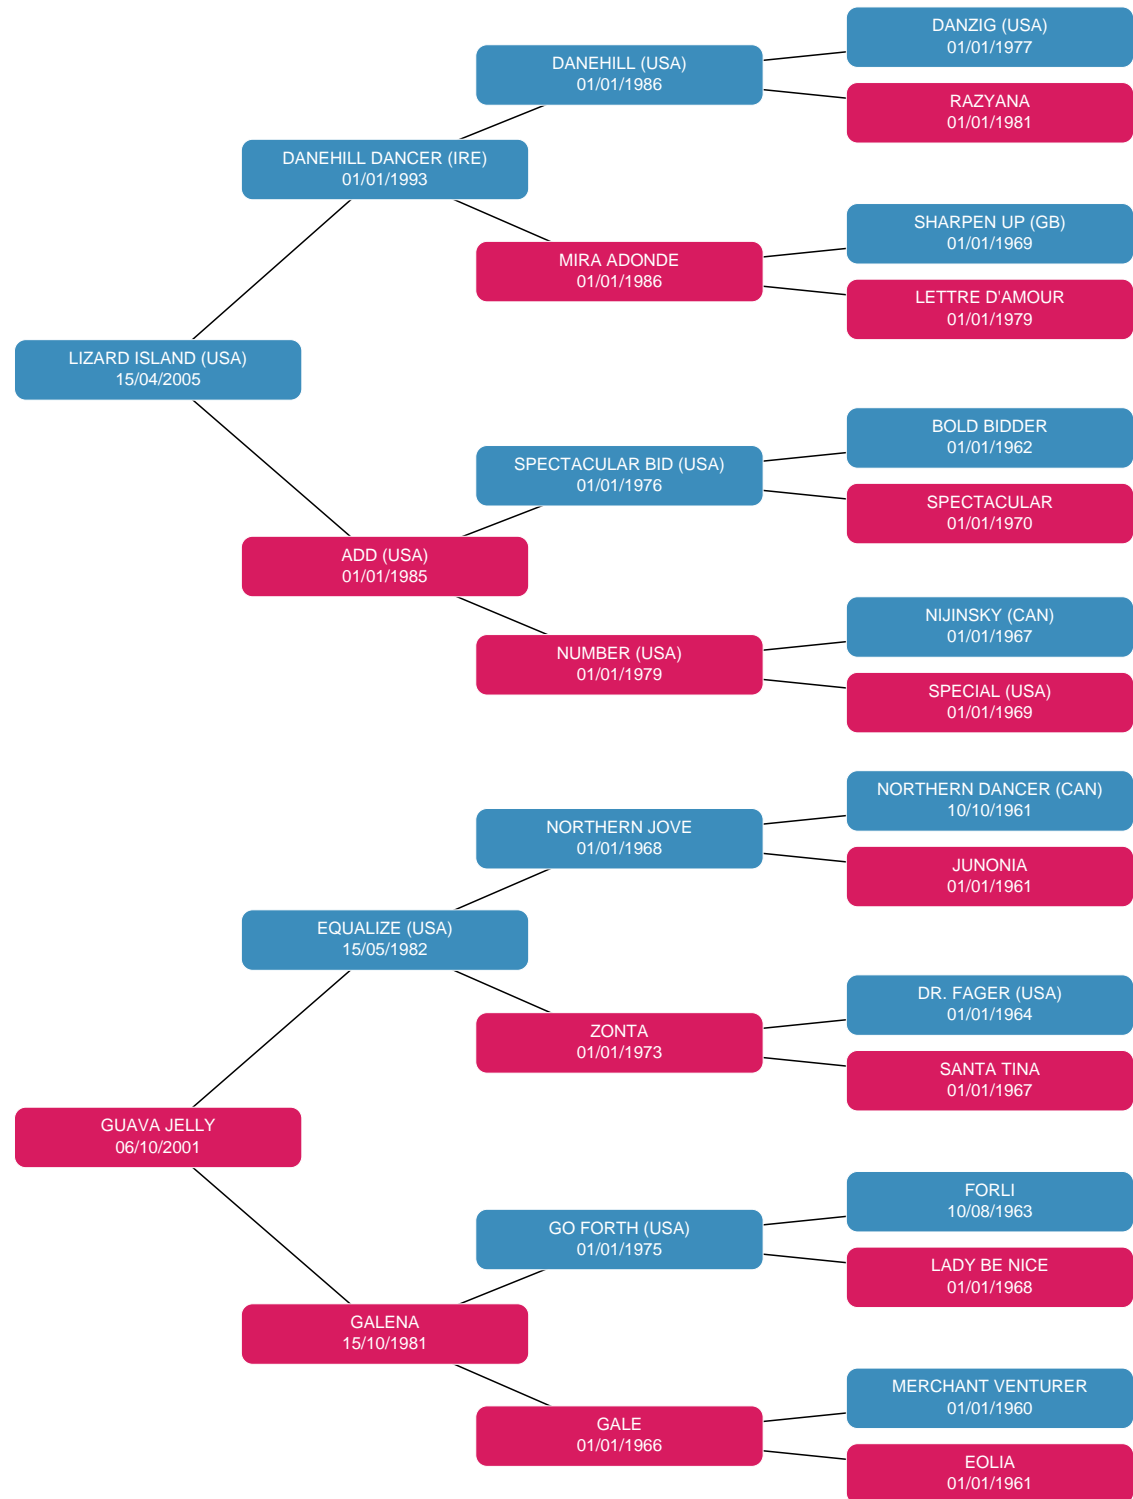 DANZIG (USA)
01/01/1977
DANEHILL (USA)
01/01/1986
RAZYANA
01/01/1981
DANEHILL DANCER (IRE)
01/01/1993
SHARPEN UP (GB)
01/01/1969
MIRA ADONDE
01/01/1986
LETTRE D'AMOUR
01/01/1979
LIZARD ISLAND (USA)
15/04/2005
BOLD BIDDER
01/01/1962
SPECTACULAR BID (USA)
01/01/1976
SPECTACULAR
01/01/1970
ADD (USA)
01/01/1985
NIJINSKY (CAN)
01/01/1967
NUMBER (USA)
01/01/1979
SPECIAL (USA)
01/01/1969
NORTHERN DANCER (CAN)
10/10/1961
NORTHERN JOVE
01/01/1968
JUNONIA
01/01/1961
EQUALIZE (USA)
15/05/1982
DR. FAGER (USA)
01/01/1964
ZONTA
01/01/1973
SANTA TINA
01/01/1967
GUAVA JELLY
06/10/2001
FORLI
10/08/1963
GO FORTH (USA)
01/01/1975
LADY BE NICE
01/01/1968
GALENA
15/10/1981
MERCHANT VENTURER
01/01/1960
GALE
01/01/1966
EOLIA
01/01/1961